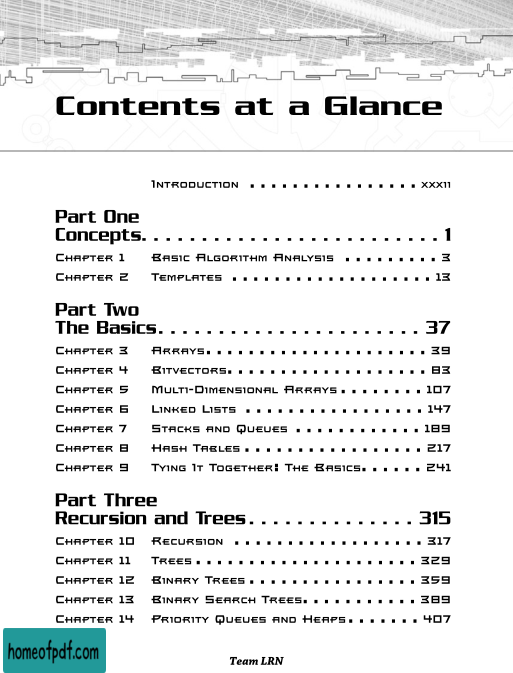 Contents at a Glance
Introduction . . . . . . . . . . . . . . . . xxxii
Part One
Concepts. . . . . . . . . . . . . . . . . . . . . . . . . 1
Chapter 1 Basic Algorithm Analysis . . . . . . . . . 3
Chapter 2 Templates . . . . . . . . . . . . . . . . . . . 13
Part Two
The Basics. . . . . . . . . . . . . . . . . . . . . . . 37
Chapter 3 Arrays. . . . . . . . . . . . . . . . . . . . . 39
Chapter 4 Bitvectors. . . . . . . . . . . . . . . . . . . 83
Chapter 5 Multi-Dimensional Arrays . . . . . . . . 107
Chapter 6 Linked Lists . . . . . . . . . . . . . . . . . 147
Chapter 7 Stacks and Queues . . . . . . . . . . . . 189
Chapter 8 Hash Tables . . . . . . . . . . . . . . . . . 217
Chapter 9 Tying It Together: The Basics. . . . . . 241
Part Three
Recursion and Trees . . . . . . . . . . . . . . 315
Chapter 10 Recursion . . . . . . . . . . . . . . . . . . 317
Chapter 11 Trees . . . . . . . . . . . . . . . . . . . . . . 329
Chapter 12 Binary Trees . . . . . . . . . . . . . . . . 359
Chapter 13 Binary Search Trees. . . . . . . . . . . 389
Chapter 14 Priority Queues and Heaps. . . . . . . 407
homeofpdf.com
Team LRN